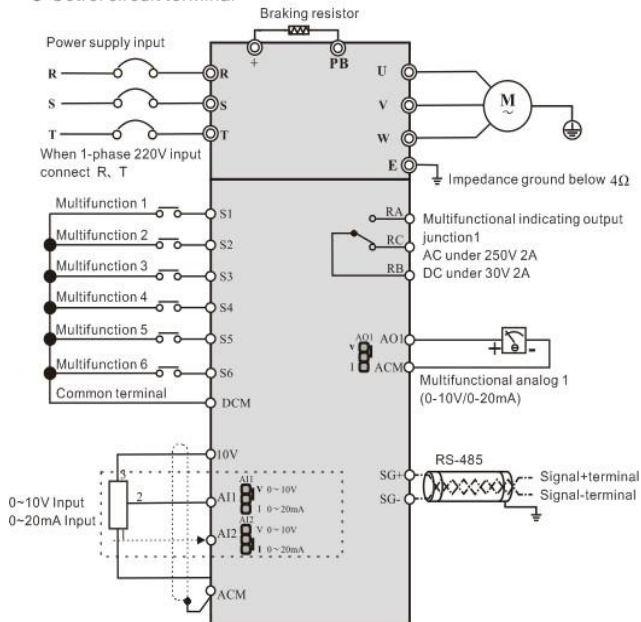 Braking resistor
Power supply input
+ PB
R R U
S S V M ~
T T W
When 1-phase 220V input
connect R、T
E Impedance ground below 4Ω
Multifunction 1 S1
Multifunction 2 S2
Multifunction 3 S3
Multifunction 4 S4
Multifunction 5 S5
Multifunction 6 S6
Common terminal DCM
RA Multifunctional indicating output
RC junction1
AC under 250V 2A
RB DC under 30V 2A
AO1 AO1 + -
V
I ACM Multifunctional analog 1
(0-10V/0-20mA)
10V
RS-485
SG+ Signal+terminal
SG- Signal-terminal
0~10V Input
0~20mA Input
2
AI1 AI1
V 0~10V
I 0~20mA
AI2 AI2
V 0~10V
I 0~20mA
ACM